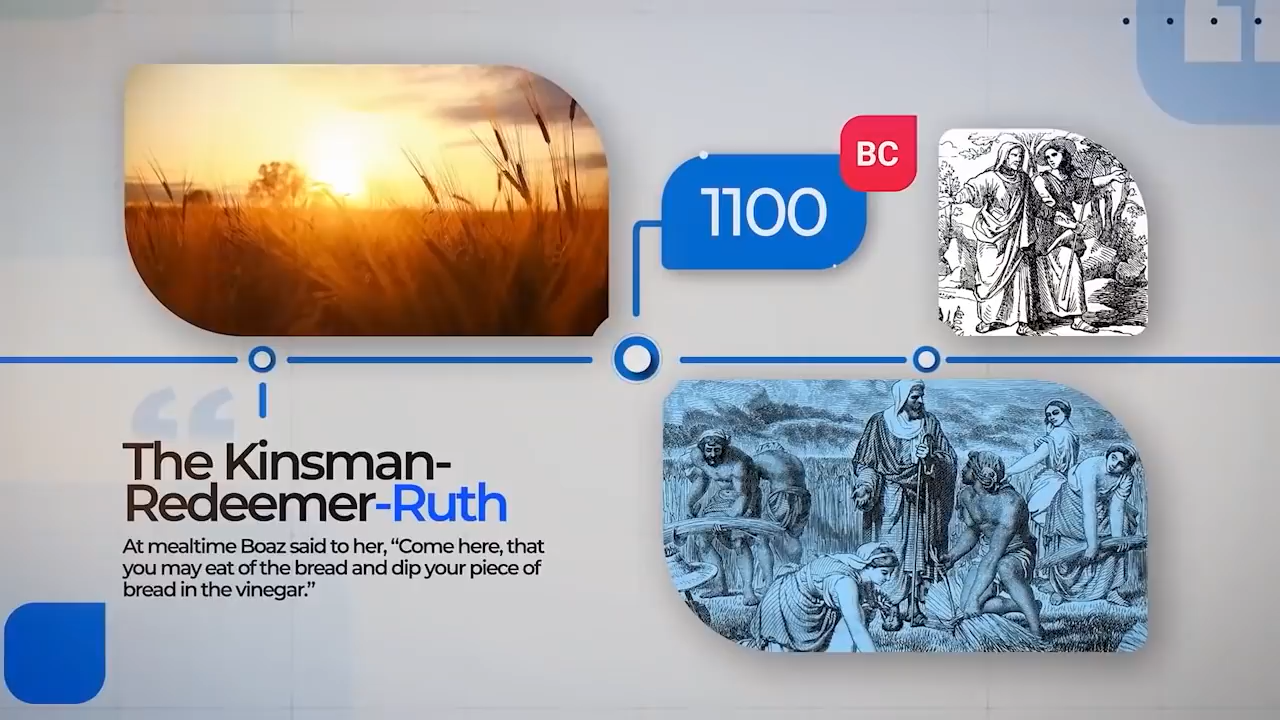 1100
BC
The Kinsman-
Redeemer-Ruth
At mealtime Boaz said to her, “Come here, that
you may eat of the bread and dip your piece of
bread in the vinegar.”